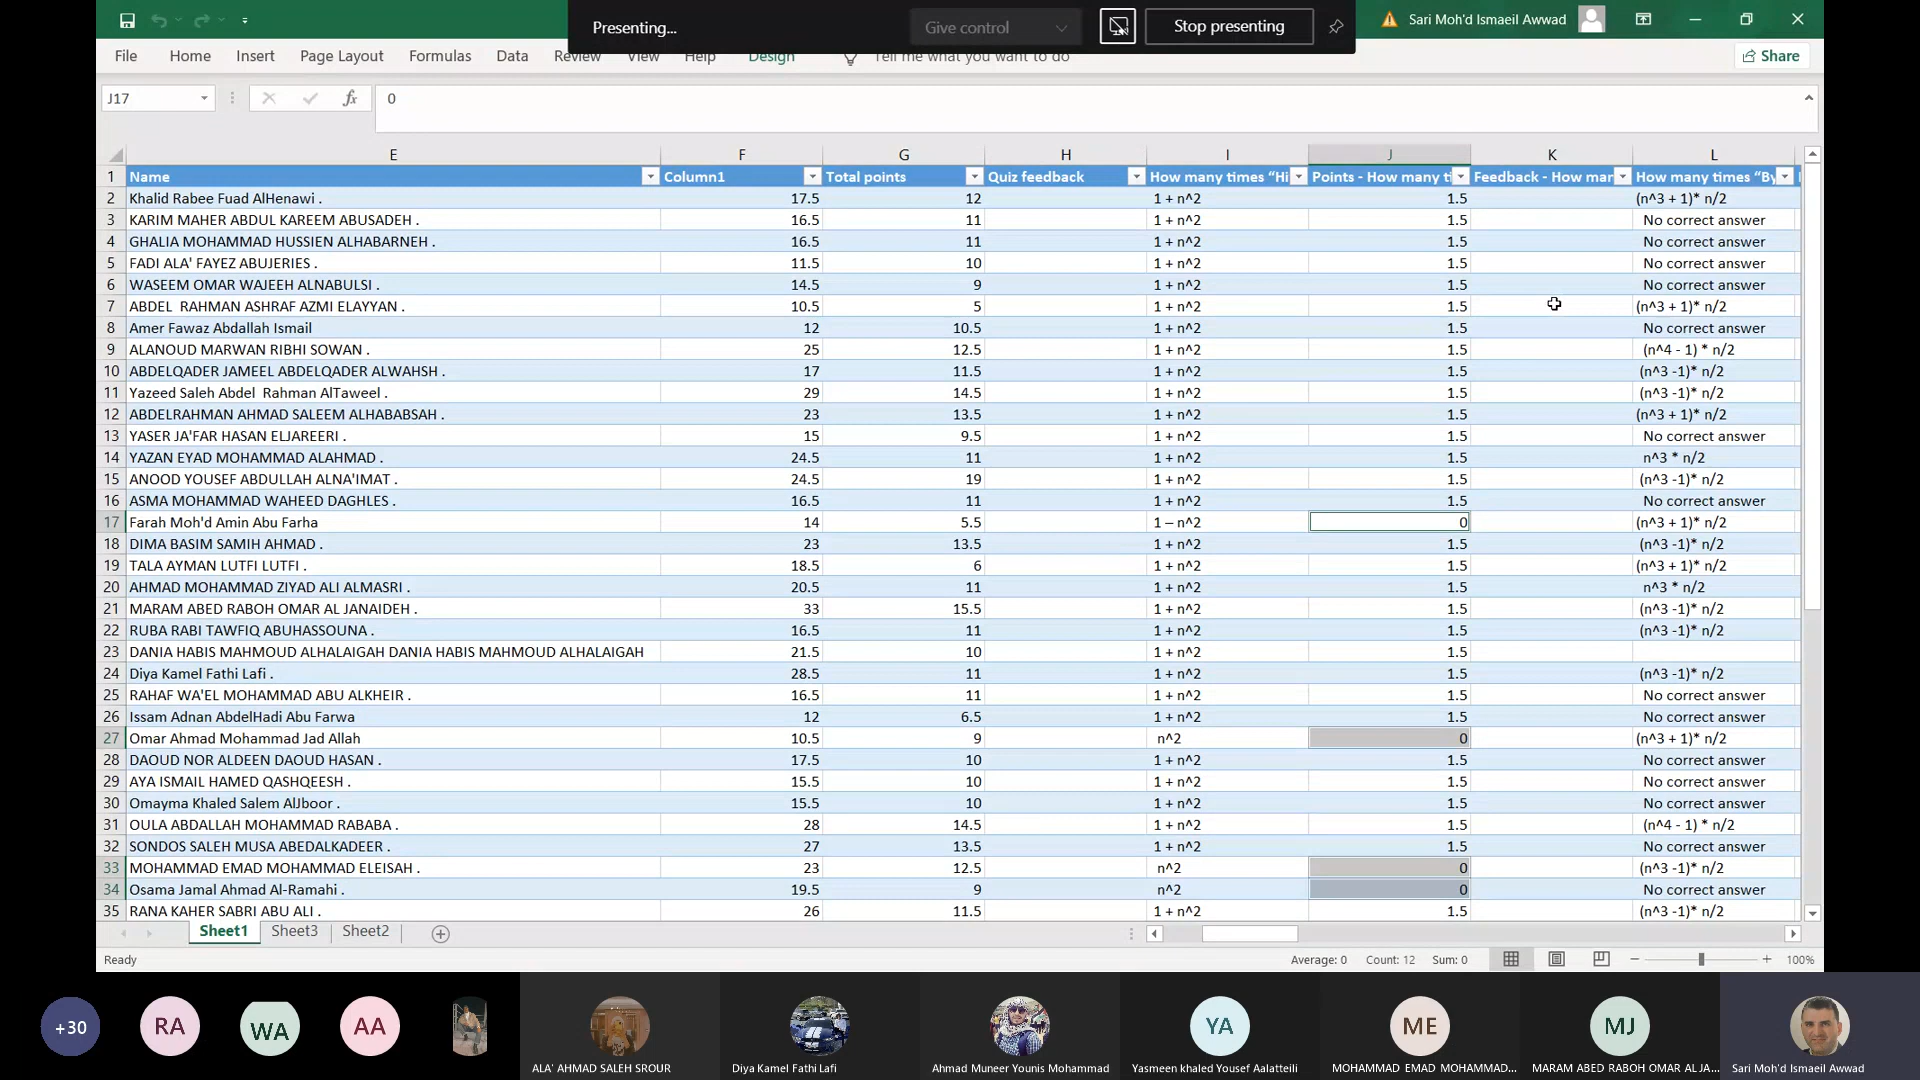 Presenting...
Give control
Stop presenting
Sari Moh'd Ismaeil Awwad
File Home Insert Page Layout Formulas Data Review View Help Design Tell me what you want to do
Share
J17 fx 0
E F G H I J K L
1 Name Column1 Total points Quiz feedback How many times “Hi Points - How many ti Feedback - How mar How many times “By
2 Khalid Rabee Fuad AlHenawi . 17.5 12 1 + n^2 1.5 (n^3 + 1)* n/2
3 KARIM MAHER ABDUL KAREEM ABUSADEH . 16.5 11 1 + n^2 1.5 No correct answer
4 GHALIA MOHAMMAD HUSSIEN ALHABARNEH . 16.5 11 1 + n^2 1.5 No correct answer
5 FADI ALA' FAYEZ ABUJERIES . 11.5 10 1 + n^2 1.5 No correct answer
6 WASEEM OMAR WAJEEH ALNABULSI . 14.5 9 1 + n^2 1.5 No correct answer
7 ABDEL  RAHMAN ASHRAF AZMI ELAYYAN . 10.5 5 1 + n^2 1.5 (n^3 + 1)* n/2
8 Amer Fawaz Abdallah Ismail 12 10.5 1 + n^2 1.5 No correct answer
9 ALANOUD MARWAN RIBHI SOWAN . 25 12.5 1 + n^2 1.5 (n^4 - 1) * n/2
10 ABDELQADER JAMEEL ABDELQADER ALWAHSH . 17 11.5 1 + n^2 1.5 (n^3 -1)* n/2
11 Yazeed Saleh Abdel  Rahman AlTaweel . 29 14.5 1 + n^2 1.5 (n^3 -1)* n/2
12 ABDELRAHMAN AHMAD SALEEM ALHABABSAH . 23 13.5 1 + n^2 1.5 (n^3 + 1)* n/2
13 YASER JA'FAR HASAN ELJAREERI . 15 9.5 1 + n^2 1.5 No correct answer
14 YAZAN EYAD MOHAMMAD ALAHMAD . 24.5 11 1 + n^2 1.5 n^3 * n/2
15 ANOOD YOUSEF ABDULLAH ALNA'IMAT . 24.5 19 1 + n^2 1.5 (n^3 -1)* n/2
16 ASMA MOHAMMAD WAHEED DAGHLES . 16.5 11 1 + n^2 1.5 No correct answer
17 Farah Moh'd Amin Abu Farha 14 5.5 1 – n^2 0 (n^3 + 1)* n/2
18 DIMA BASIM SAMIH AHMAD . 23 13.5 1 + n^2 1.5 (n^3 -1)* n/2
19 TALA AYMAN LUTFI LUTFI . 18.5 6 1 + n^2 1.5 (n^3 + 1)* n/2
20 AHMAD MOHAMMAD ZIYAD ALI ALMASRI . 20.5 11 1 + n^2 1.5 n^3 * n/2
21 MARAM ABED RABOH OMAR AL JANAIDEH . 33 15.5 1 + n^2 1.5 (n^3 -1)* n/2
22 RUBA RABI TAWFIQ ABUHASSOUNA . 16.5 11 1 + n^2 1.5 (n^3 -1)* n/2
23 DANIA HABIS MAHMOUD ALHALAIGAH DANIA HABIS MAHMOUD ALHALAIGAH 21.5 10 1 + n^2 1.5
24 Diya Kamel Fathi Lafi . 28.5 11 1 + n^2 1.5 (n^3 -1)* n/2
25 RAHAF WA'EL MOHAMMAD ABU ALKHEIR . 16.5 11 1 + n^2 1.5 No correct answer
26 Issam Adnan AbdelHadi Abu Farwa 12 6.5 1 + n^2 1.5 No correct answer
27 Omar Ahmad Mohammad Jad Allah 10.5 9 n^2 0 (n^3 + 1)* n/2
28 DAOUD NOR ALDEEN DAOUD HASAN . 17.5 10 1 + n^2 1.5 No correct answer
29 AYA ISMAIL HAMED QASHQEESH . 15.5 10 1 + n^2 1.5 No correct answer
30 Omayma Khaled Salem AlJboor . 15.5 10 1 + n^2 1.5 No correct answer
31 OULA ABDALLAH MOHAMMAD RABABA . 28 14.5 1 + n^2 1.5 (n^4 - 1) * n/2
32 SONDOS SALEH MUSA ABEDALKADEER . 27 13.5 1 + n^2 1.5 No correct answer
33 MOHAMMAD EMAD MOHAMMAD ELEISAH . 23 12.5 n^2 0 (n^3 -1)* n/2
34 Osama Jamal Ahmad Al-Ramahi . 19.5 9 n^2 0 No correct answer
35 RANA KAHER SABRI ABU ALI . 26 11.5 1 + n^2 1.5 (n^3 -1)* n/2
Sheet1 Sheet3 Sheet2
Ready Average: 0 Count: 12 Sum: 0 100%
+30 RA WA AA YA ME MJ
ALA' AHMAD SALEH SROUR Diya Kamel Fathi Lafi Ahmad Muneer Younis Mohammad Yasmeen khaled Yousef Aalatteili MOHAMMAD EMAD MOHAMMAD... MARAM ABED RABOH OMAR AL JA... Sari Moh'd Ismaeil Awwad